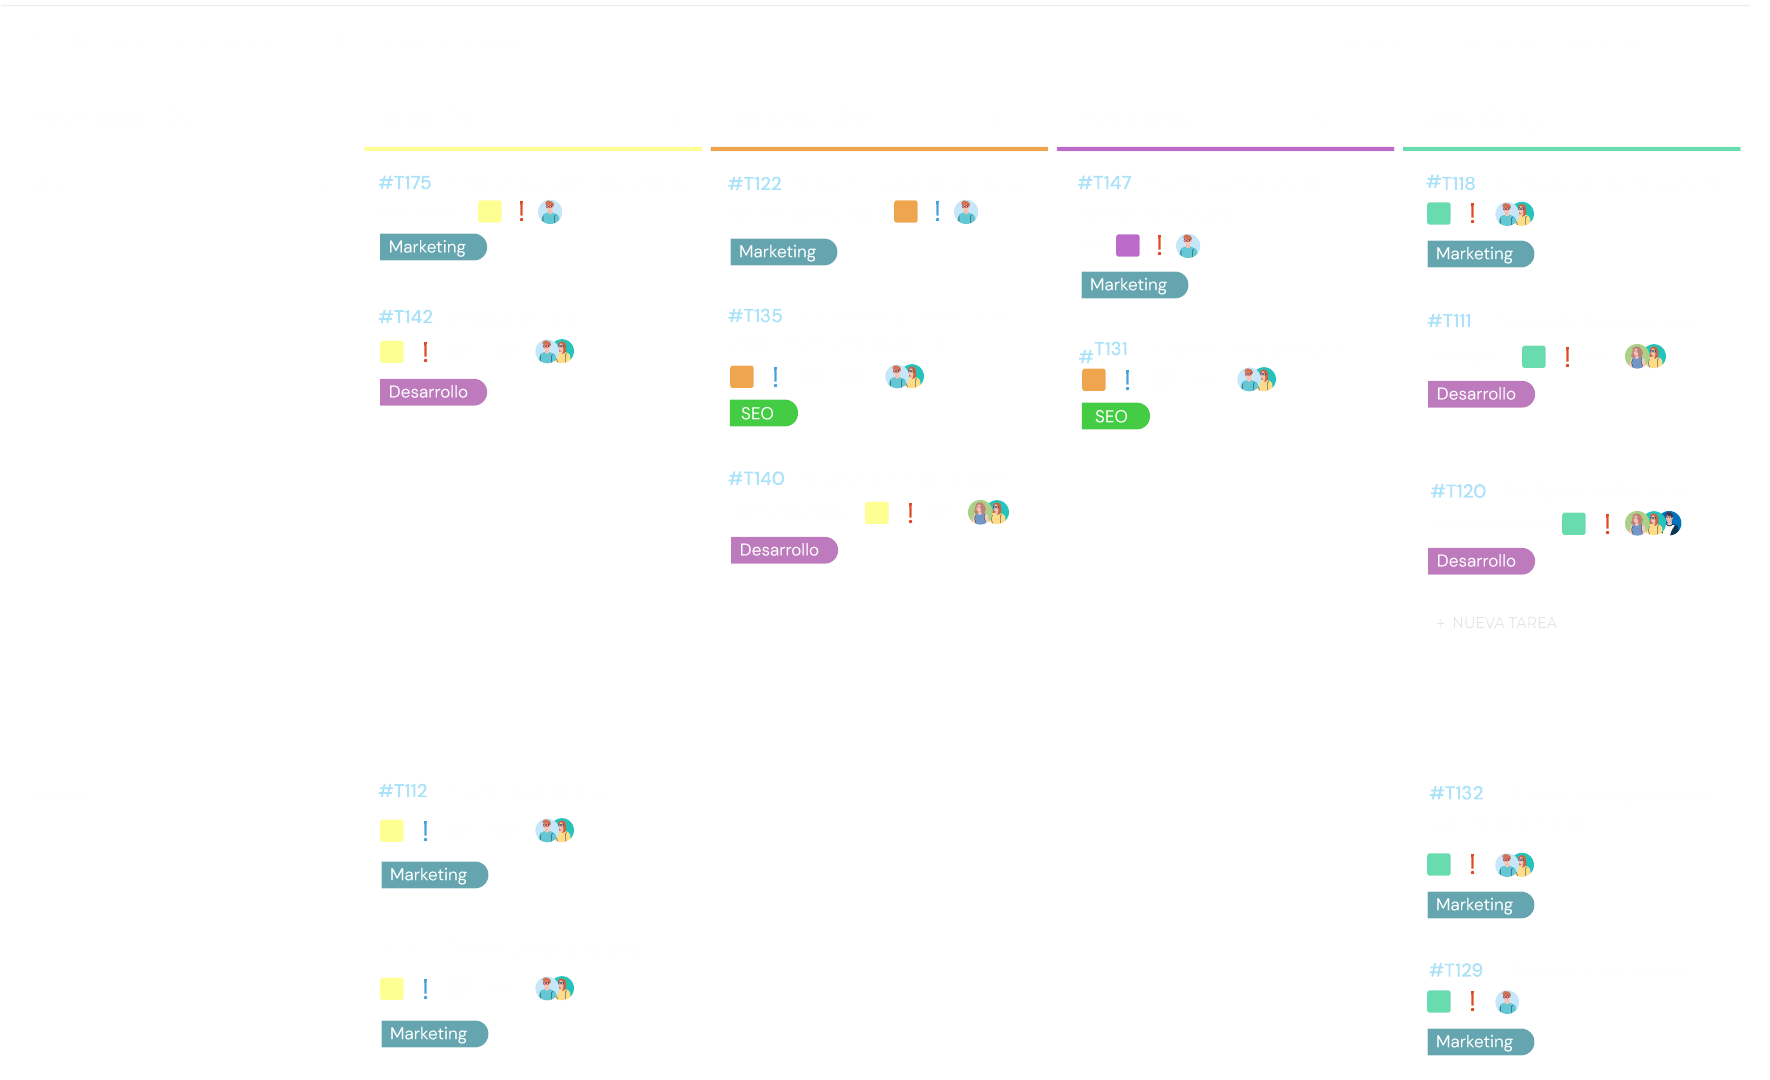 #T175
Marketing
#T142
Desarrollo
#T122
Marketing
#T135
SEO
#T140
Desarrollo
#T147
Marketing
#T131
SEO
#T118
Marketing
#T111
Desarrollo
#T120
Desarrollo
+ NUEVA TAREA
#T112
Marketing
Marketing
#T132
Marketing
#T129
Marketing